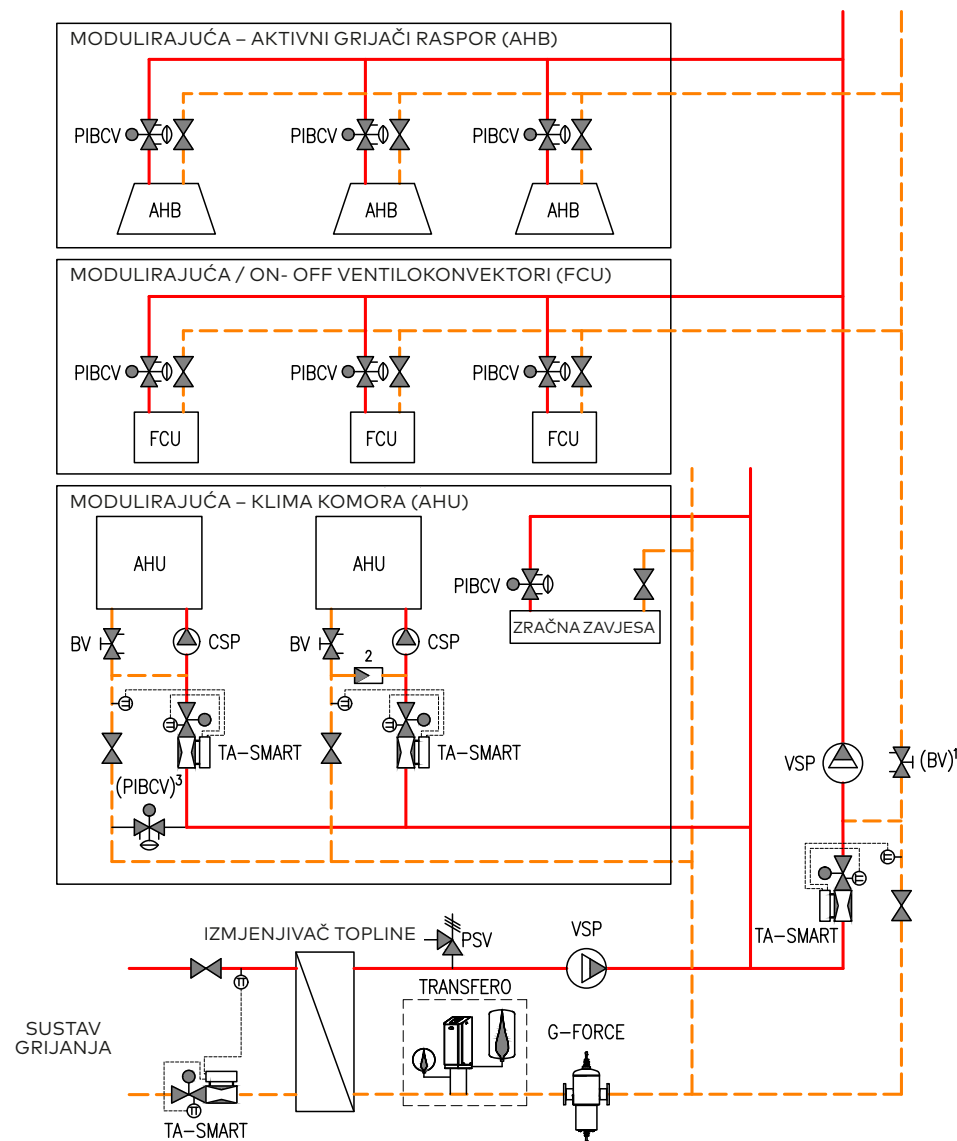 MODULIRAJUĆA – AKTIVNI GRIJAČI RASPOR (AHB)
PIBCV
PIBCV
PIBCV
AHB
AHB
AHB
MODULIRAJUĆA / ON- OFF VENTILOKONVEKTORI (FCU)
PIBCV
PIBCV
PIBCV
FCU
FCU
FCU
MODULIRAJUĆA – KLIMA KOMORA (AHU)
AHU
AHU
PIBCV
ZRAČNA ZAVJESA
BV
CSP
BV
CSP
2
TA-SMART
TA-SMART
(PIBCV)³
VSP
(BV)¹
TA-SMART
IZMJENJIVAČ TOPLINE
PSV
VSP
TRANSFERO
G-FORCE
SUSTAV
GRIJANJA
TA-SMART